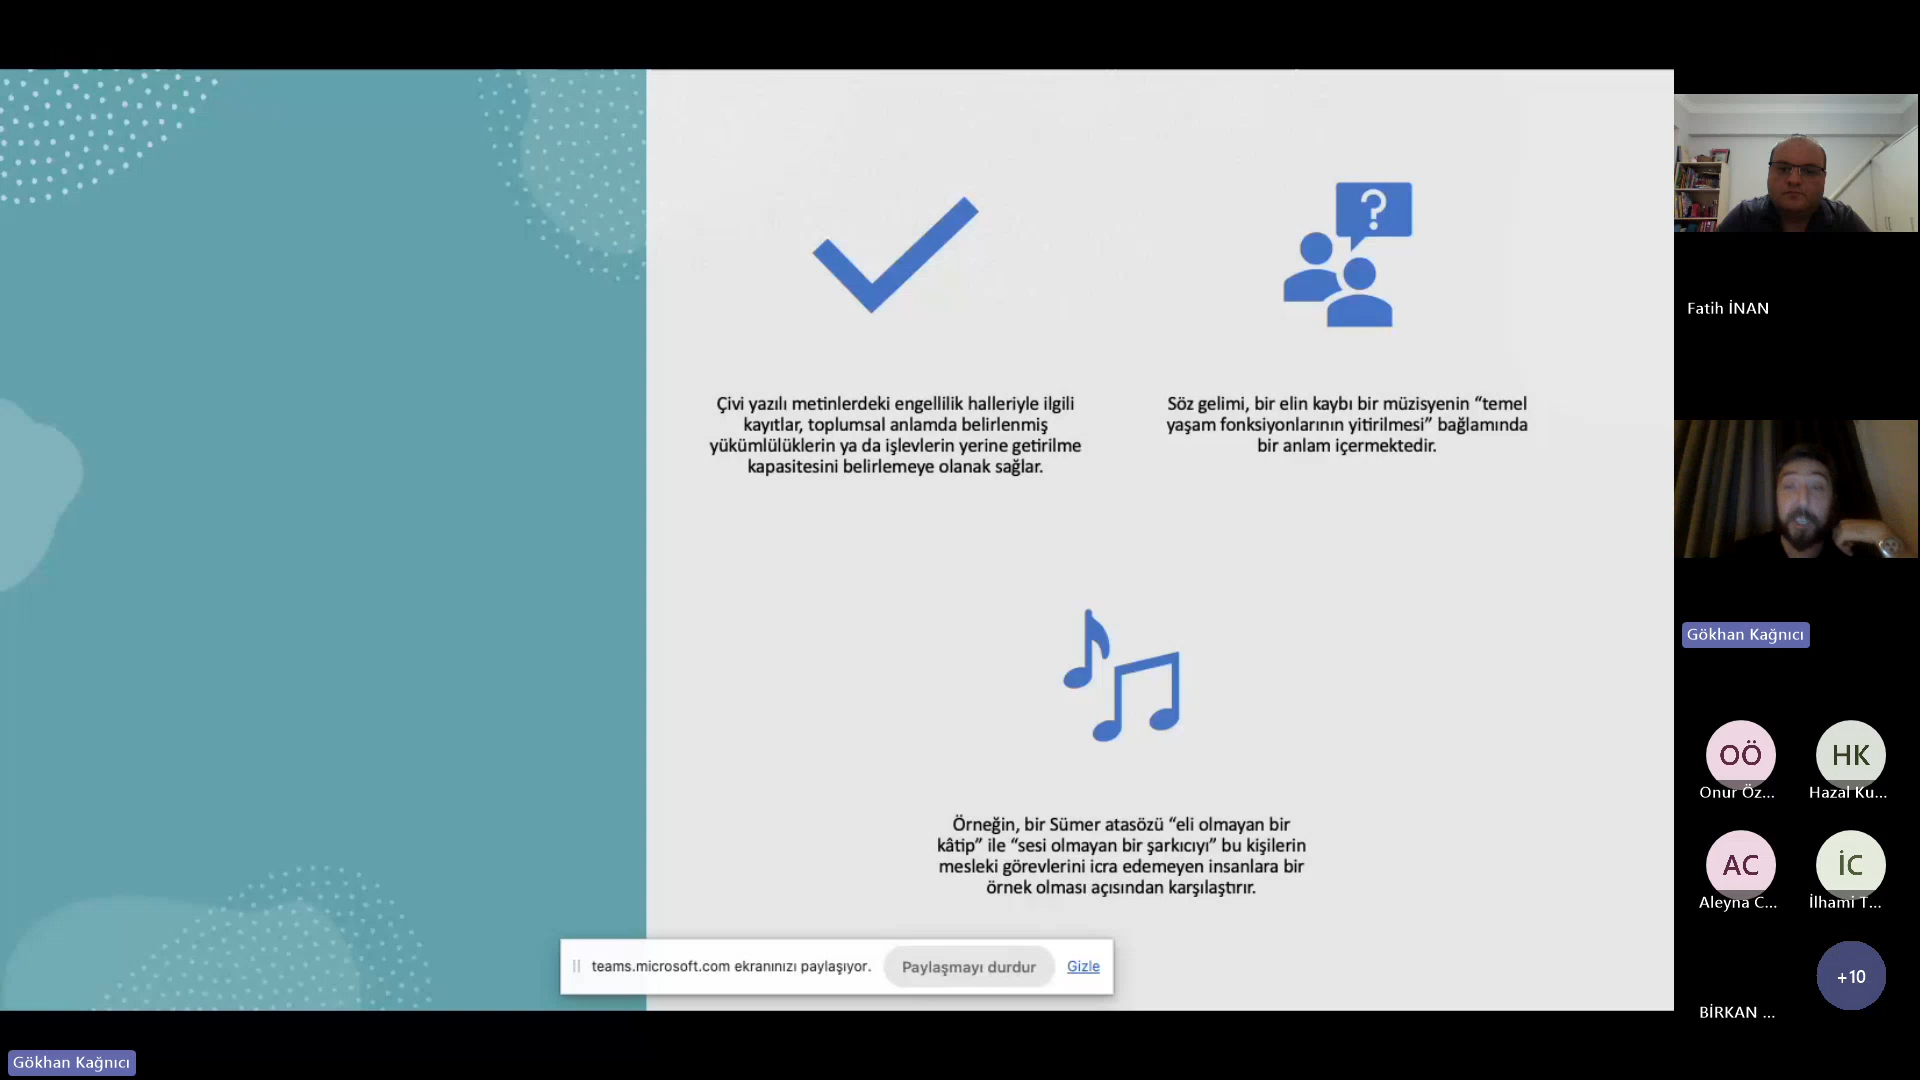 ?
Çivi yazılı metinlerdeki engellilik halleriyle ilgili
kayıtlar, toplumsal anlamda belirlenmiş
yükümlülüklerin ya da işlevlerin yerine getirilme
kapasitesini belirlemeye olanak sağlar.
Söz gelimi, bir elin kaybı bir müzisyenin “temel
yaşam fonksiyonlarının yitirilmesi” bağlamında
bir anlam içermektedir.
Örneğin, bir Sümer atasözü “eli olmayan bir
kâtip” ile “sesi olmayan bir şarkıcıyı” bu kişilerin
mesleki görevlerini icra edemeyen insanlara bir
örnek olması açısından karşılaştırır.
teams.microsoft.com ekranınızı paylaşıyor.
Paylaşmayı durdur
Gizle
Gökhan Kağnıcı
Fatih İNAN
Gökhan Kağnıcı
OÖ
Onur Öz...
HK
Hazal Ku...
AC
Aleyna C...
İC
İlhami T...
BİRKAN ...
+10